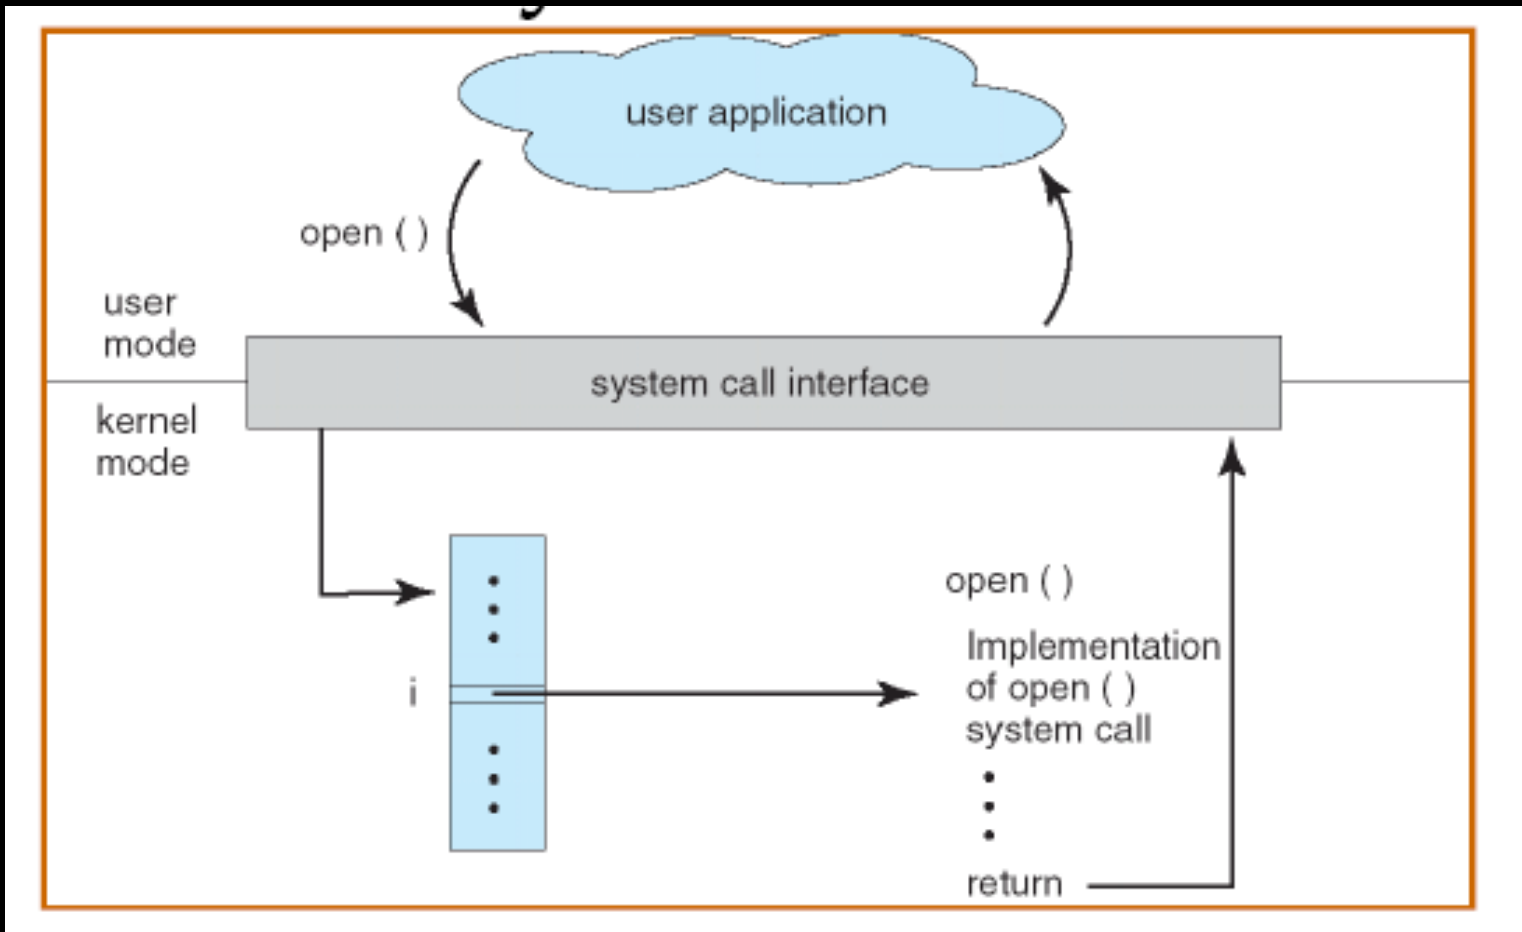 user application
open ( )
user
mode
system call interface
kernel
mode
open ( )
Implementation
i
of open ( )
system call
return